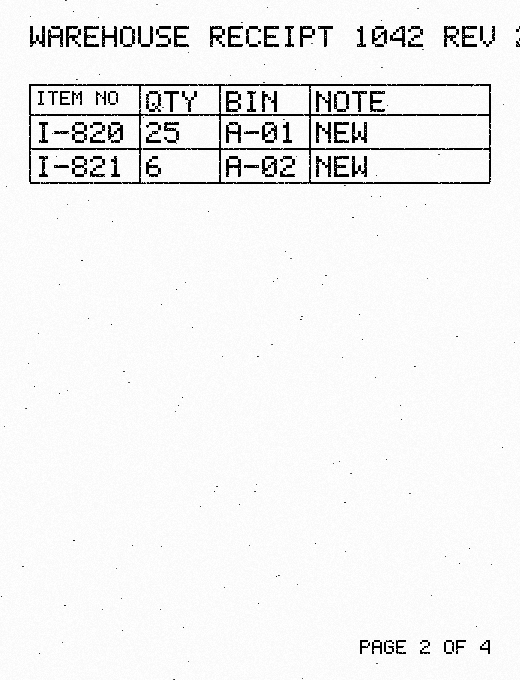 WAREHOUSE RECEIPT 1042 REV
ITEM NO QTY BIN NOTE
I-820 25 A-01 NEW
I-821 6 A-02 NEW
PAGE 2 OF 4